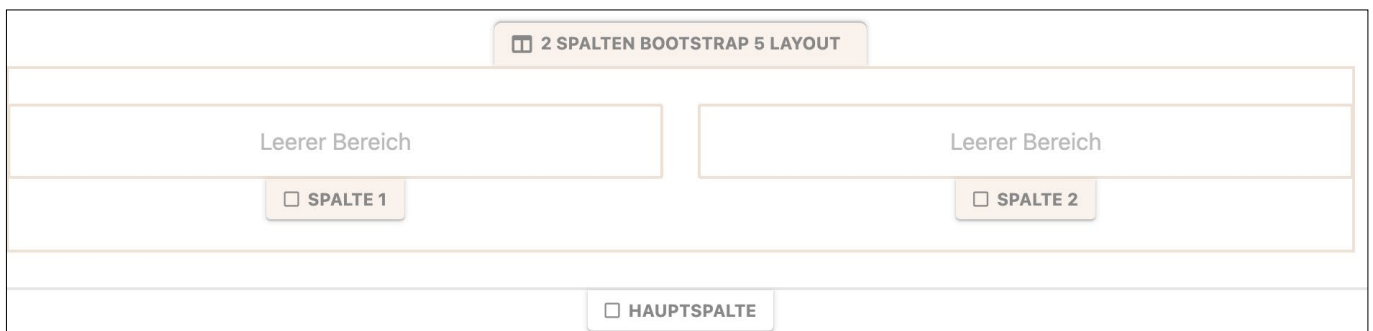 2 SPALTEN BOOTSTRAP 5 LAYOUT
Leerer Bereich
Leerer Bereich
SPALTE 1
SPALTE 2
HAUPTSPALTE